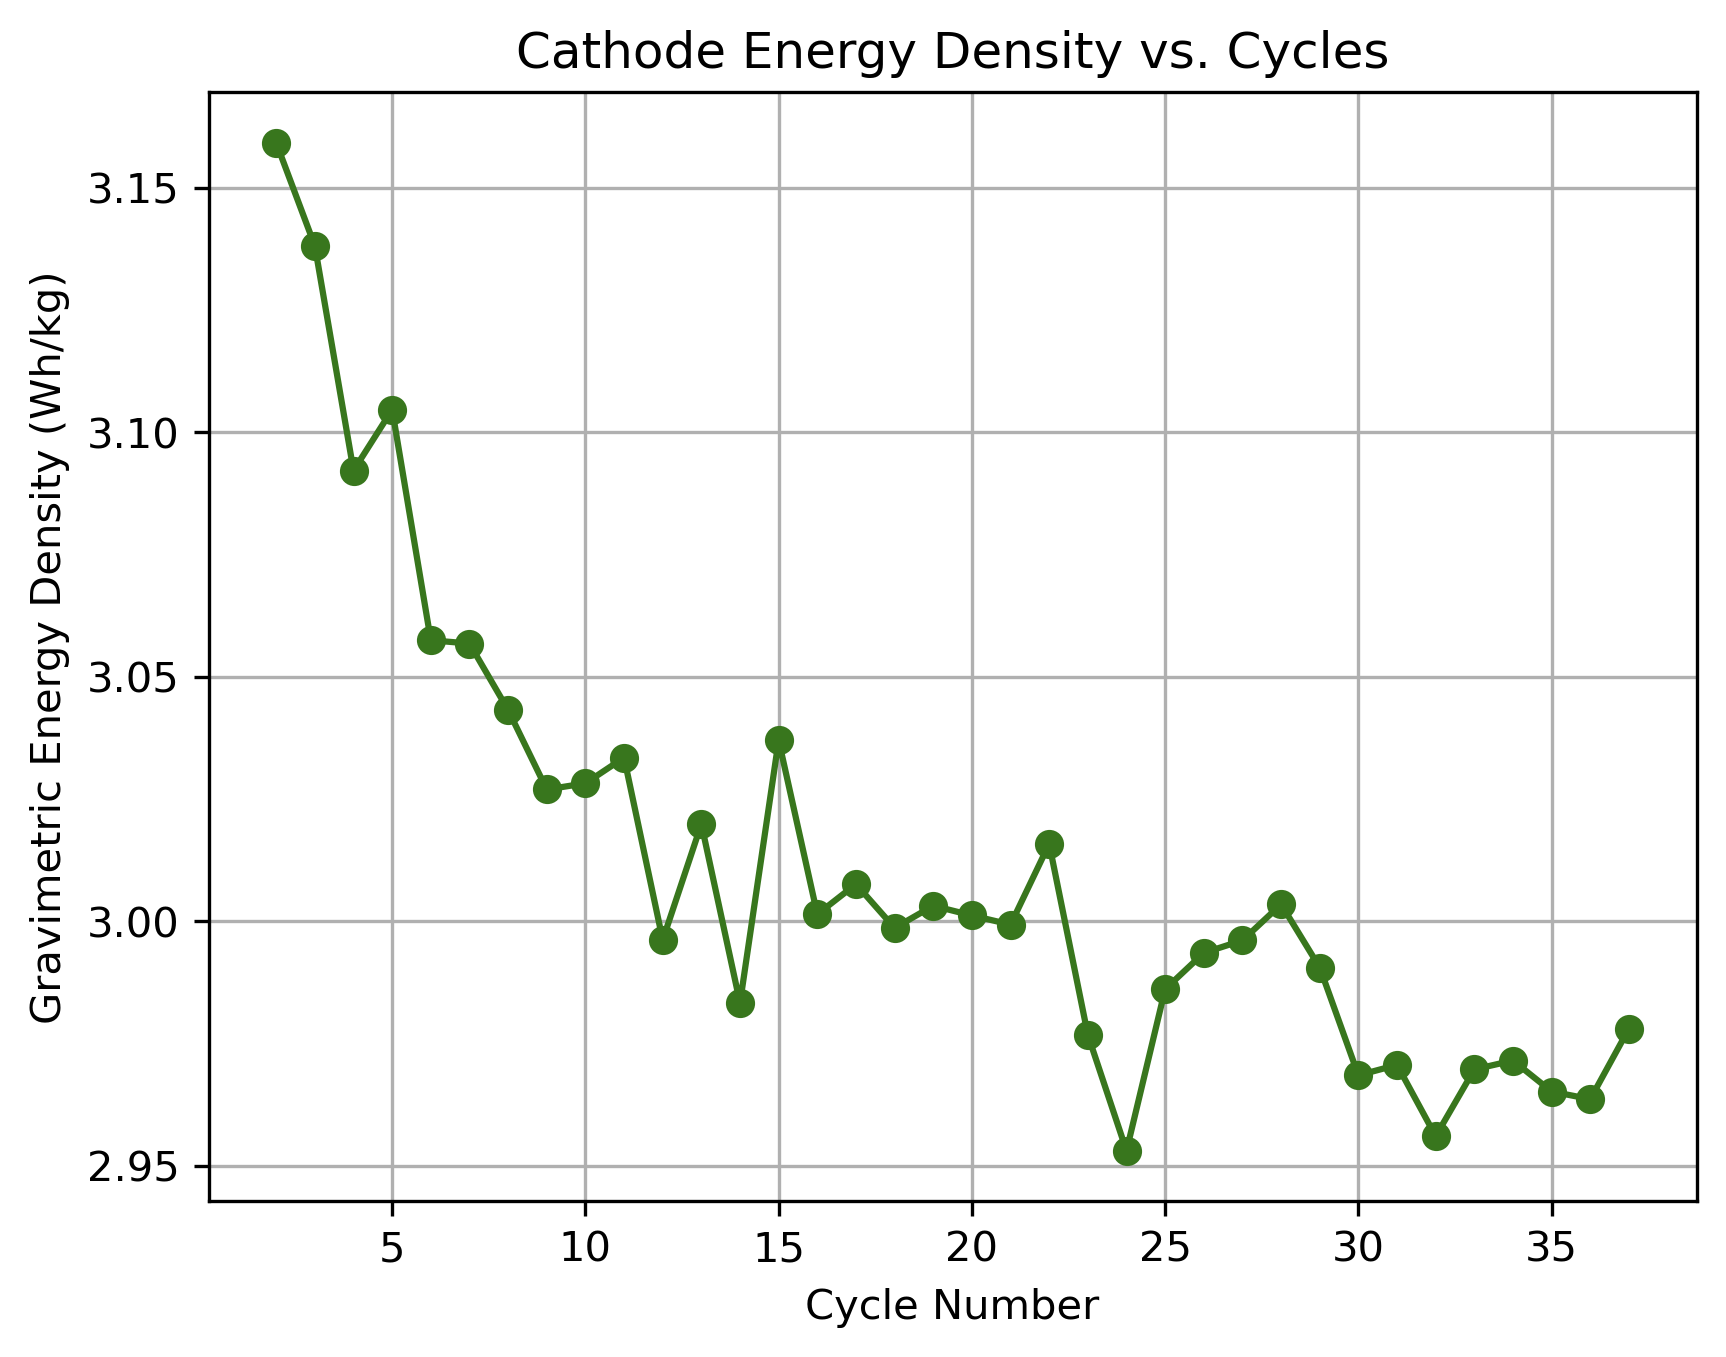 Cathode Energy Density vs. Cycles
Gravimetric Energy Density (Wh/kg)
3.15
3.10
3.05
3.00
2.95
5 10 15 20 25 30 35
Cycle Number